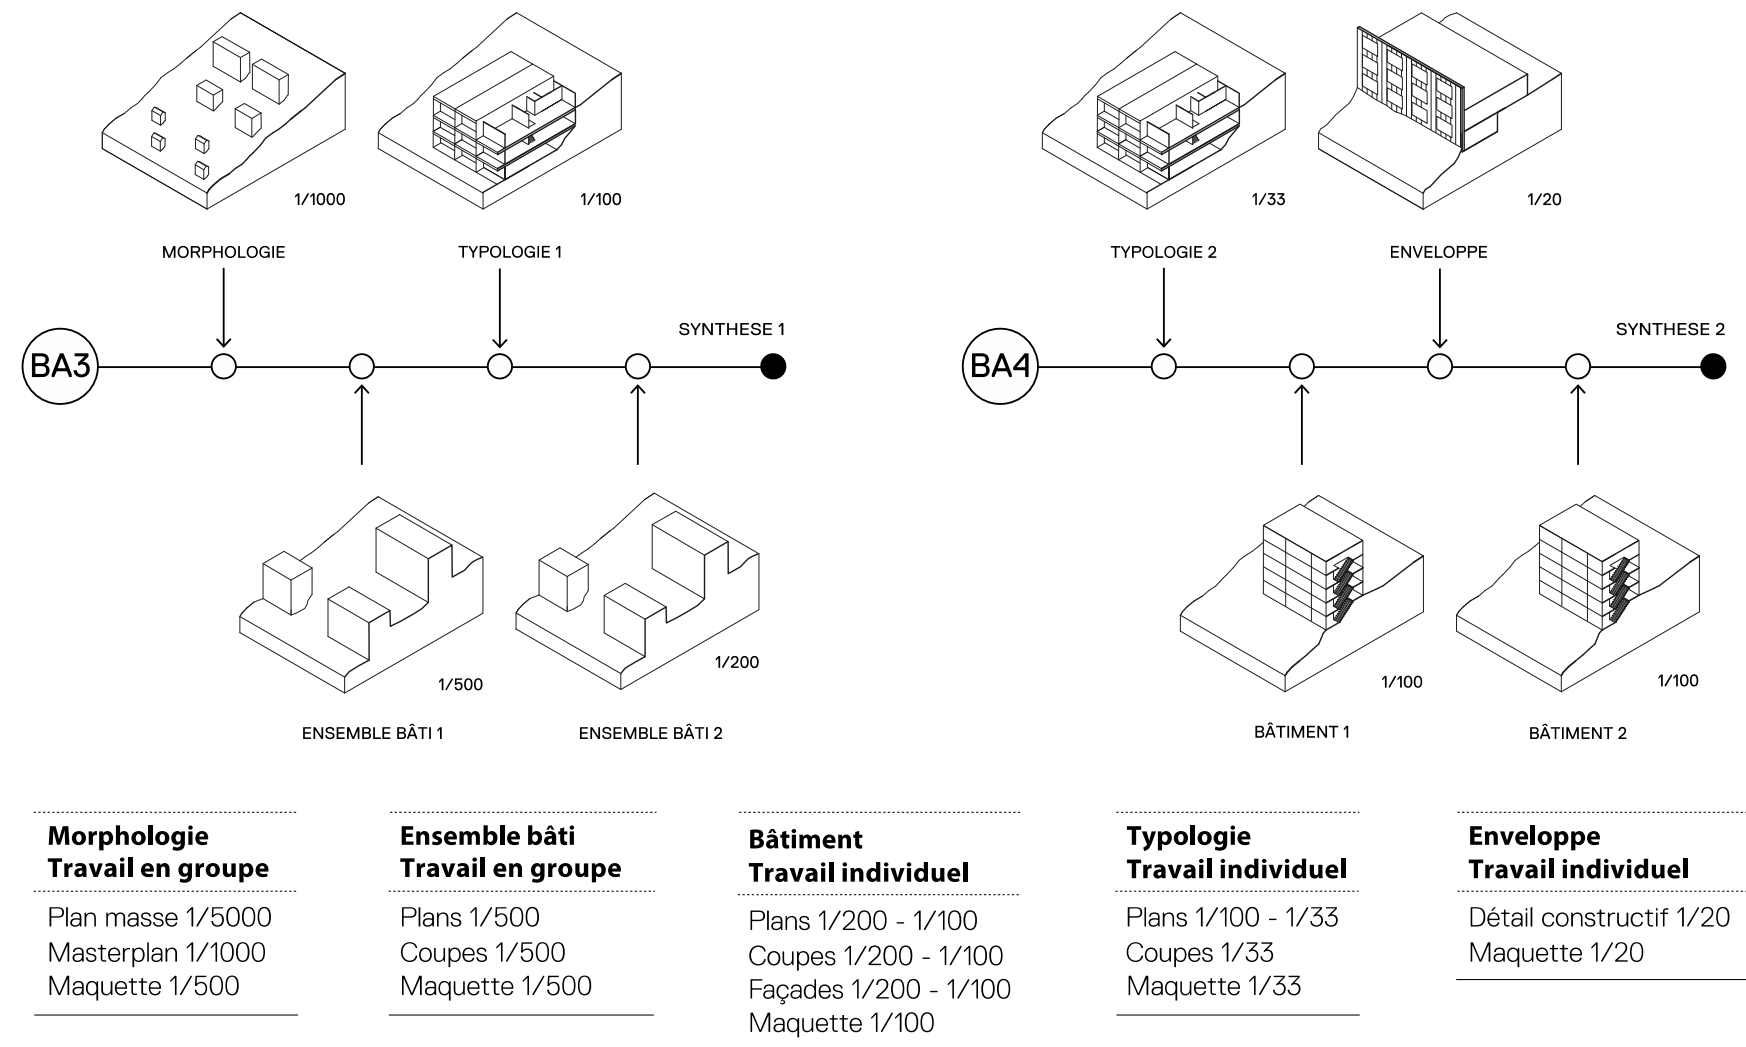 1/1000
1/100
1/33
1/20
MORPHOLOGIE
TYPOLOGIE 1
TYPOLOGIE 2
ENVELOPPE
SYNTHESE 1
SYNTHESE 2
BA3
BA4
1/500
1/200
1/100
1/100
ENSEMBLE BÂTI 1
ENSEMBLE BÂTI 2
BÂTIMENT 1
BÂTIMENT 2
Morphologie
Travail en groupe
Plan masse 1/5000
Masterplan 1/1000
Maquette 1/500
Ensemble bâti
Travail en groupe
Plans 1/500
Coupes 1/500
Maquette 1/500
Bâtiment
Travail individuel
Plans 1/200 - 1/100
Coupes 1/200 - 1/100
Façades 1/200 - 1/100
Maquette 1/100
Typologie
Travail individuel
Plans 1/100 - 1/33
Coupes 1/33
Maquette 1/33
Enveloppe
Travail individuel
Détail constructif 1/20
Maquette 1/20